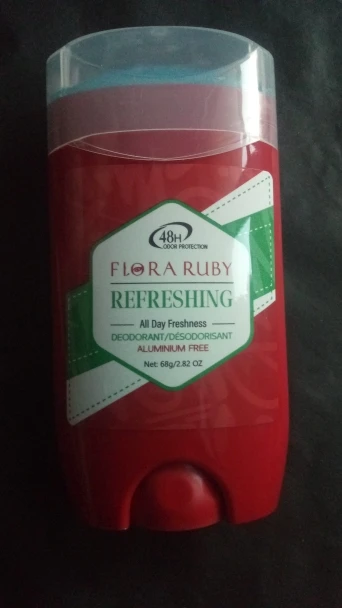 48H
ODOR PROTECTION
FLORA RUBY
REFRESHING
All Day Freshness
DEODORANT/DÉSODORISANT
ALUMINIUM FREE
Net: 68g/2.82 OZ